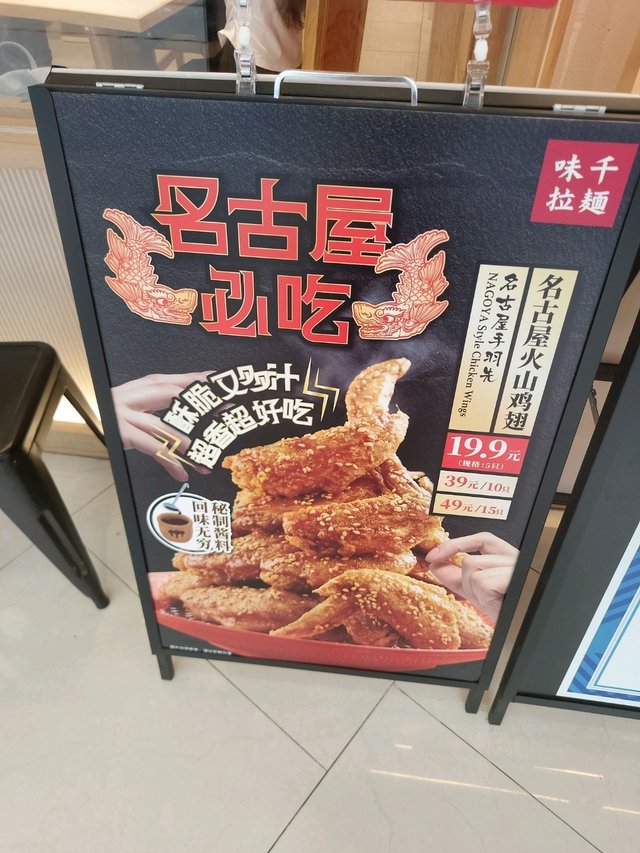 味千
拉麵
名古屋
必吃
酥脆又多汁
超香超好吃
名古屋火山鸡翅
名古屋手羽先
NAGOYA Style Chicken Wings
19.9元
(规格:5只)
39元/10只
49元/15只
秘制酱料
回味无穷